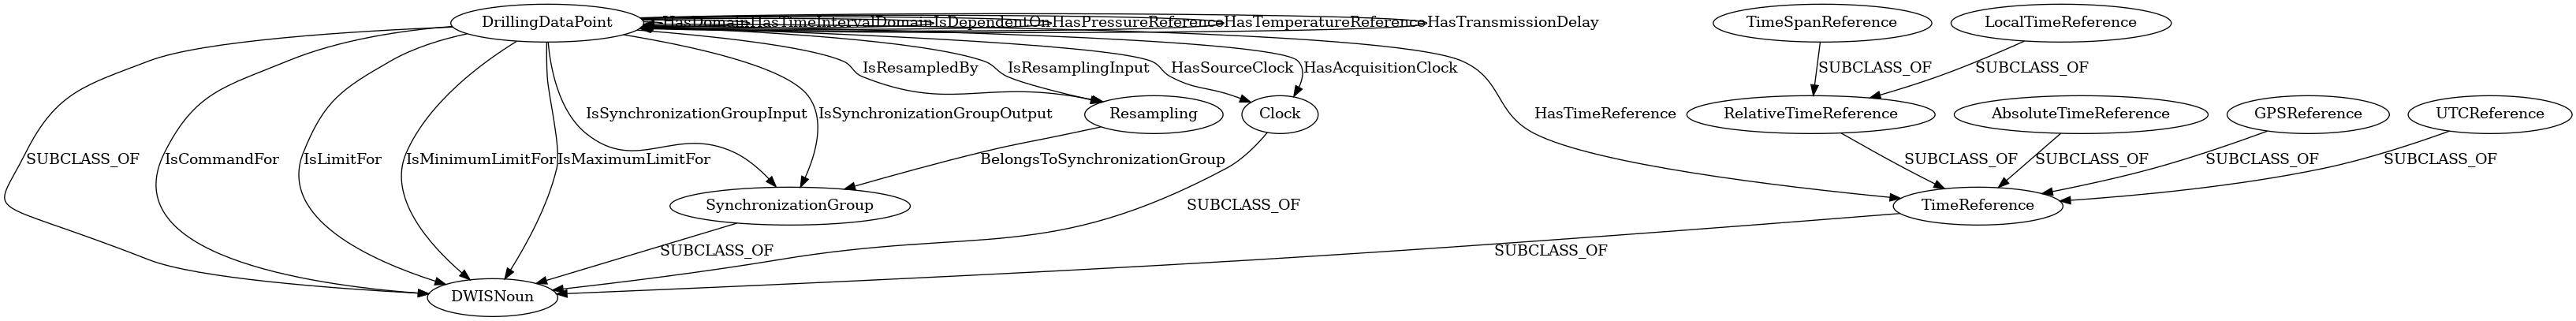 DrillingDataPoint
HasDomain
HasTimeIntervalDomain
IsDependentOn
HasPressureReference
HasTemperatureReference
HasTransmissionDelay
TimeSpanReference
LocalTimeReference
IsResampledBy
IsResamplingInput
HasSourceClock
HasAcquisitionClock
SUBCLASS_OF
SUBCLASS_OF
IsSynchronizationGroupInput
IsSynchronizationGroupOutput
Resampling
Clock
HasTimeReference
RelativeTimeReference
AbsoluteTimeReference
GPSReference
UTCReference
SUBCLASS_OF
IsCommandFor
IsLimitFor
IsMinimumLimitFor
IsMaximumLimitFor
BelongsToSynchronizationGroup
SUBCLASS_OF
SUBCLASS_OF
SUBCLASS_OF
SUBCLASS_OF
SynchronizationGroup
SUBCLASS_OF
TimeReference
SUBCLASS_OF
SUBCLASS_OF
DWISNoun